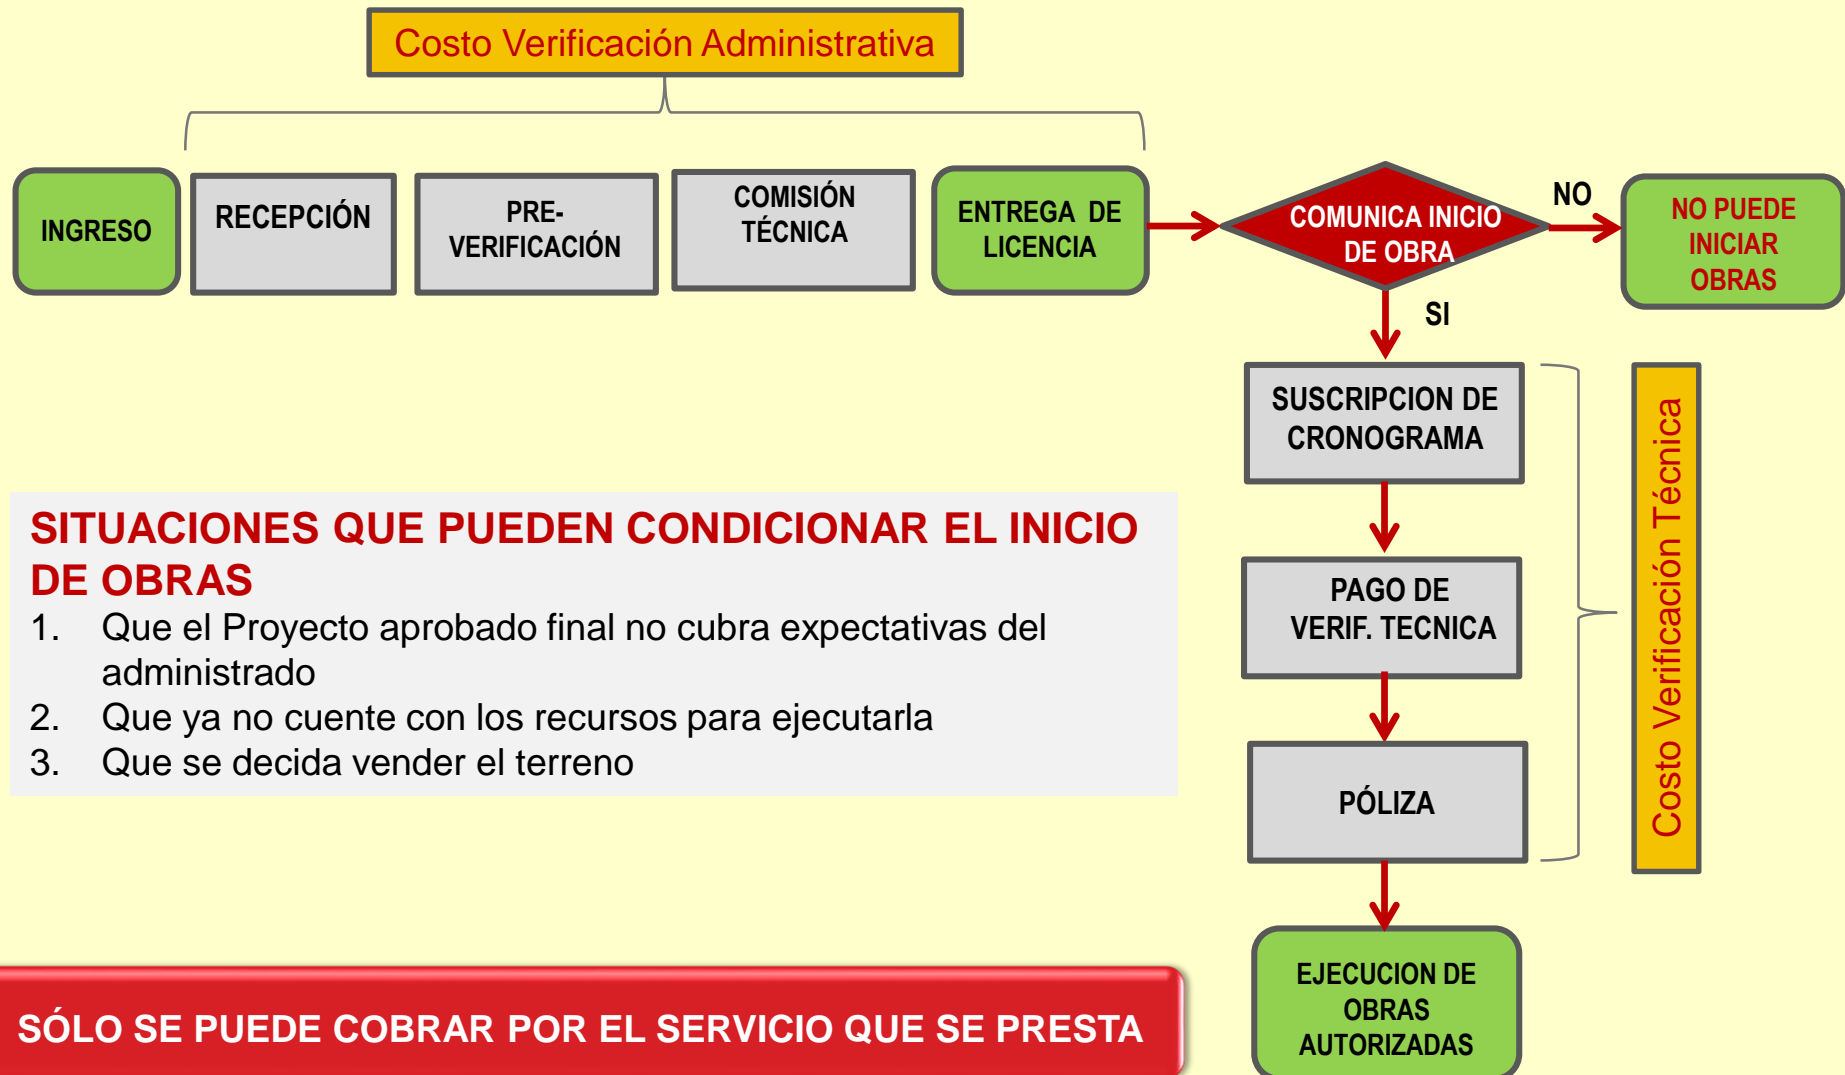 Costo Verificación Administrativa
INGRESO
RECEPCIÓN
PRE-
VERIFICACIÓN
COMISIÓN
TÉCNICA
ENTREGA DE
LICENCIA
COMUNICA INICIO
DE OBRA
NO
NO PUEDE
INICIAR
OBRAS
SI
SUSCRIPCION DE
CRONOGRAMA
PAGO DE
VERIF. TECNICA
PÓLIZA
Costo Verificación Técnica
EJECUCION DE
OBRAS
AUTORIZADAS
SITUACIONES QUE PUEDEN CONDICIONAR EL INICIO
DE OBRAS
1. Que el Proyecto aprobado final no cubra expectativas del
administrado
2. Que ya no cuente con los recursos para ejecutarla
3. Que se decida vender el terreno
SÓLO SE PUEDE COBRAR POR EL SERVICIO QUE SE PRESTA